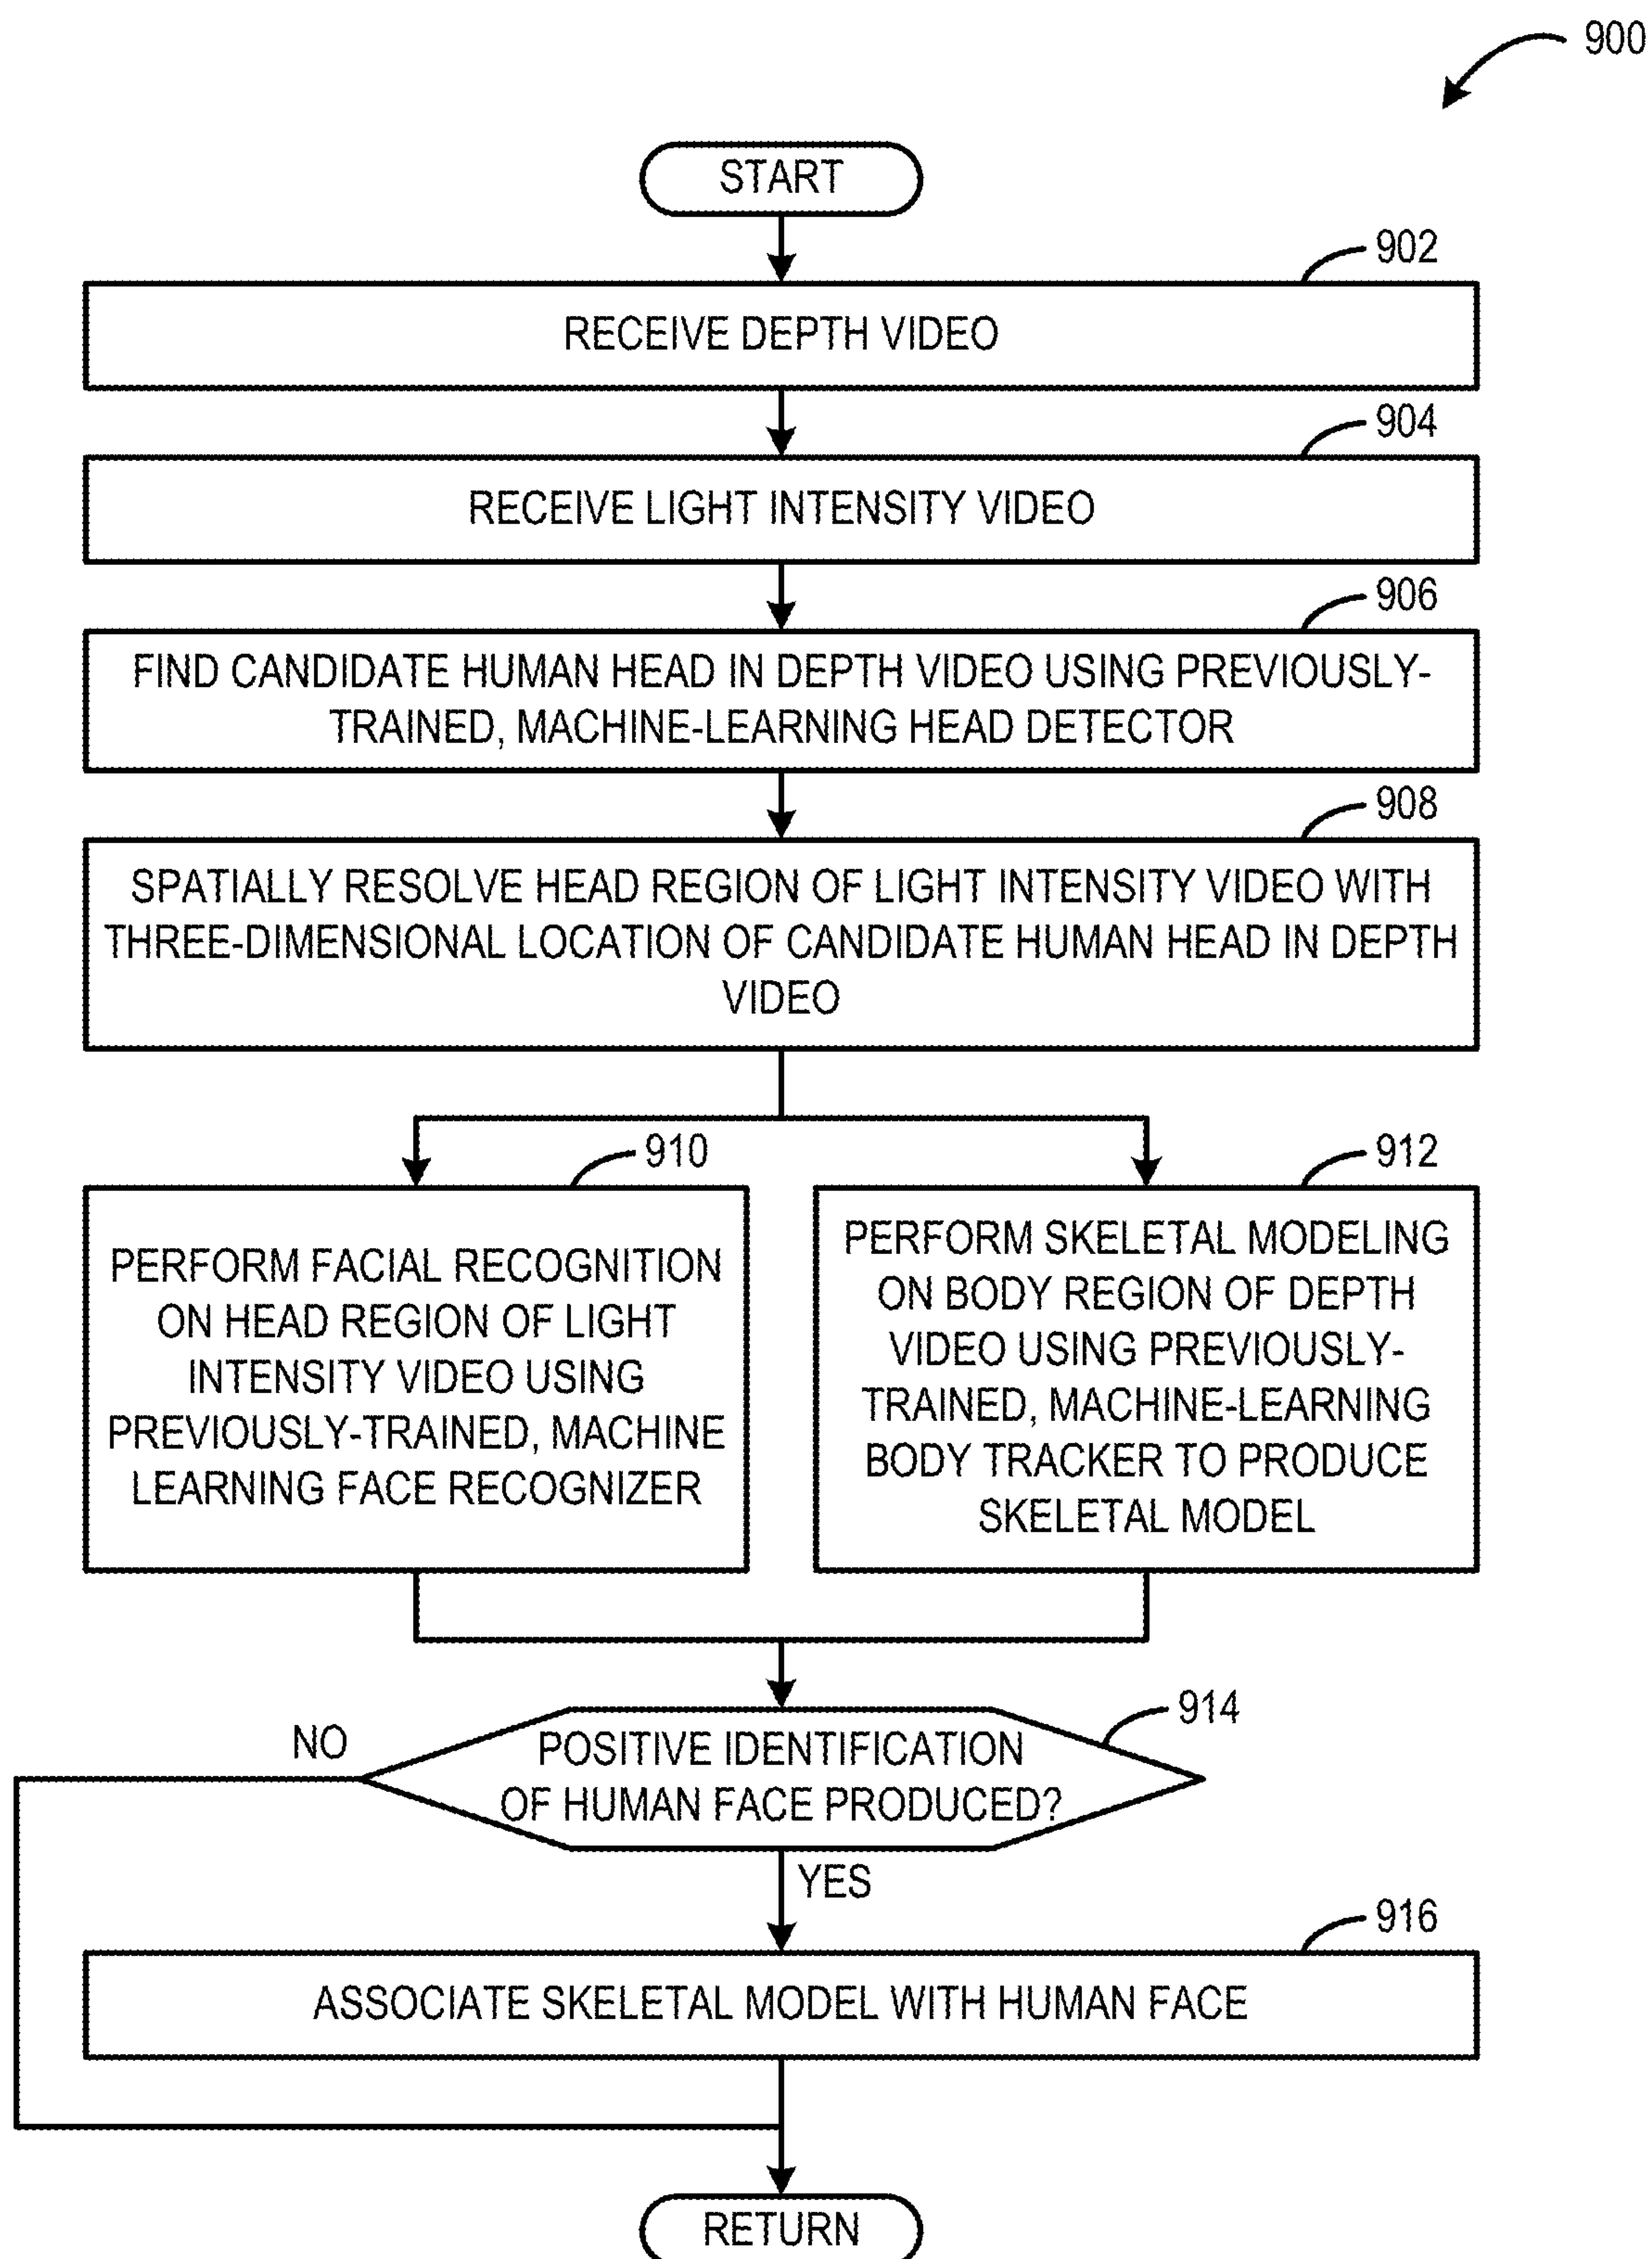 900
START
902
RECEIVE DEPTH VIDEO
904
RECEIVE LIGHT INTENSITY VIDEO
906
FIND CANDIDATE HUMAN HEAD IN DEPTH VIDEO USING PREVIOUSLY-
TRAINED, MACHINE-LEARNING HEAD DETECTOR
908
SPATIALLY RESOLVE HEAD REGION OF LIGHT INTENSITY VIDEO WITH
THREE-DIMENSIONAL LOCATION OF CANDIDATE HUMAN HEAD IN DEPTH
VIDEO
910
PERFORM FACIAL RECOGNITION
ON HEAD REGION OF LIGHT
INTENSITY VIDEO USING
PREVIOUSLY-TRAINED, MACHINE
LEARNING FACE RECOGNIZER
912
PERFORM SKELETAL MODELING
ON BODY REGION OF DEPTH
VIDEO USING PREVIOUSLY-
TRAINED, MACHINE-LEARNING
BODY TRACKER TO PRODUCE
SKELETAL MODEL
914
NO
POSITIVE IDENTIFICATION
OF HUMAN FACE PRODUCED?
YES
916
ASSOCIATE SKELETAL MODEL WITH HUMAN FACE
RETURN